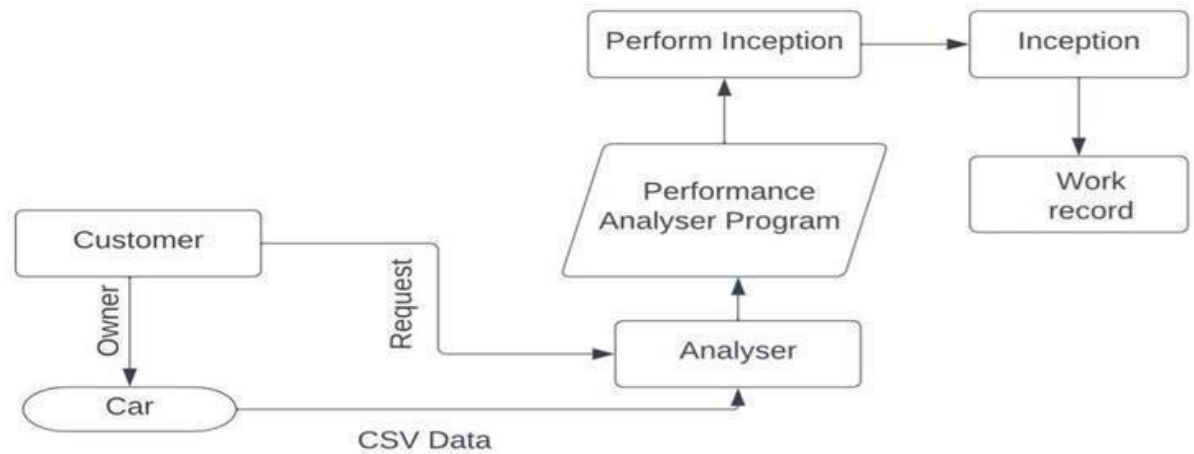 Perform Inception
Inception
Performance
Analyser Program
Work
record
Customer
Owner
Request
Analyser
Car
CSV Data